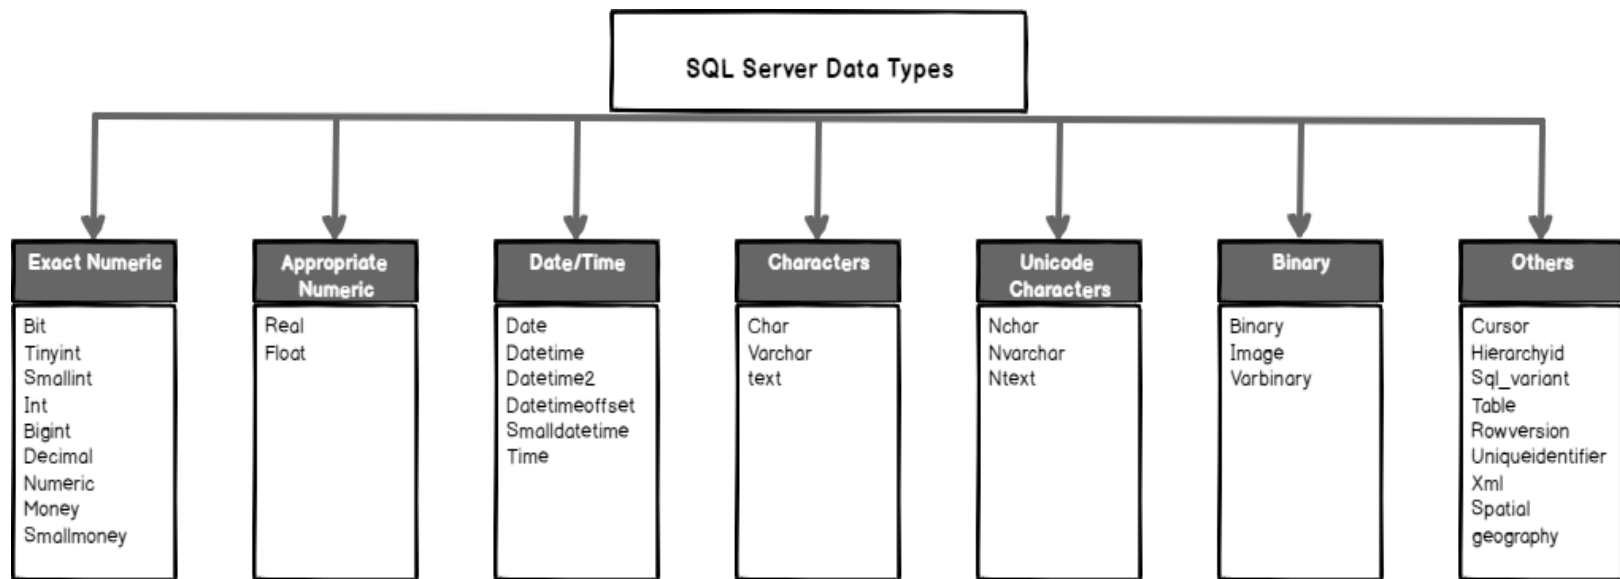 SQL Server Data Types
Exact Numeric
Bit
Tinyint
Smallint
Int
Bigint
Decimal
Numeric
Money
Smallmoney
Appropriate
Numeric
Real
Float
Date/Time
Date
Datetime
Datetime2
Datetimeoffset
Smalldatetime
Time
Characters
Char
Varchar
text
Unicode
Characters
Nchar
Nvarchar
Ntext
Binary
Binary
Image
Varbinary
Others
Cursor
Hierarchyid
Sql_variant
Table
Rowversion
Uniqueidentifier
Xml
Spatial
geography